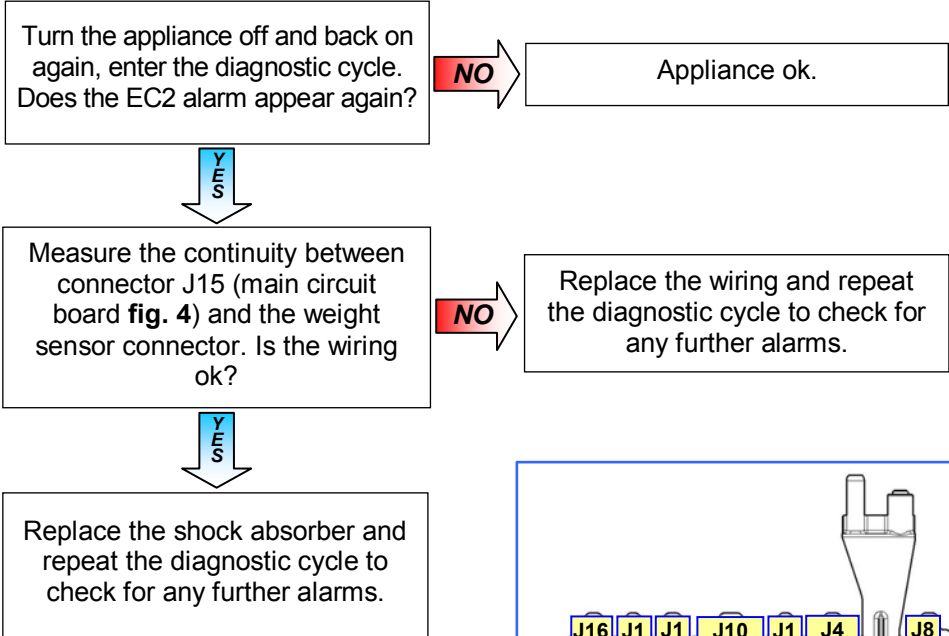 Turn the appliance off and back on
again, enter the diagnostic cycle.
Does the EC2 alarm appear again?
NO
Appliance ok.
YES
Measure the continuity between
connector J15 (main circuit
board fig. 4) and the weight
sensor connector. Is the wiring
ok?
NO
Replace the wiring and repeat
the diagnostic cycle to check for
any further alarms.
YES
Replace the shock absorber and
repeat the diagnostic cycle to
check for any further alarms.
J16 J1 J1 J10 J1 J4 J8